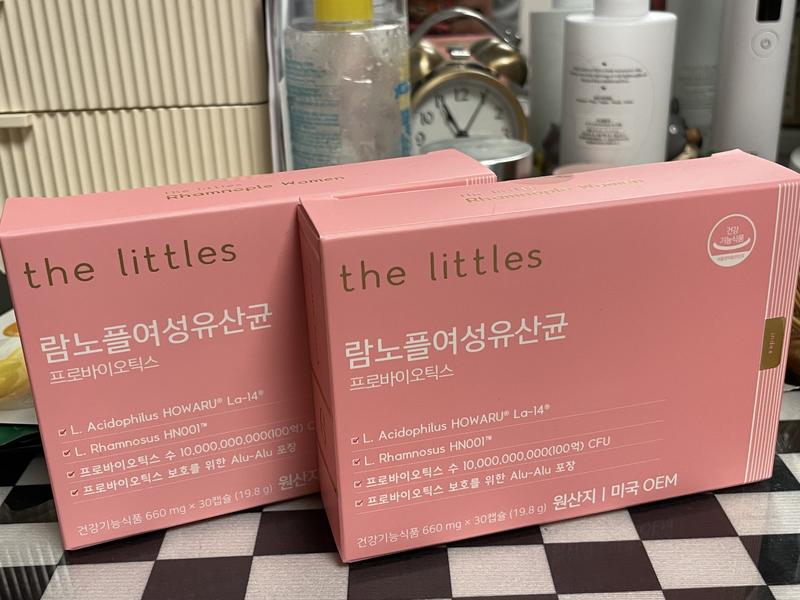 Rhamnople Women
the littles
람노플여성유산균
프로바이오틱스
L. Acidophilus HOWARU® La-14®
L. Rhamnosus HN001™
프로바이오틱스 수 10,000,000,000(100억) C
프로바이오틱스 보호를 위한 Alu-Alu 포장
건강기능식품 660 mg × 30캡슐 (19.8 g) 원산지
Rhamnople Women
the littles
건강
기능식품
람노플여성유산균
프로바이오틱스
L. Acidophilus HOWARU® La-14®
L. Rhamnosus HN001™
프로바이오틱스 수 10,000,000,000(100억) CFU
프로바이오틱스 보호를 위한 Alu-Alu 포장
건강기능식품 660 mg × 30캡슐 (19.8 g) 원산지 | 미국 OEM